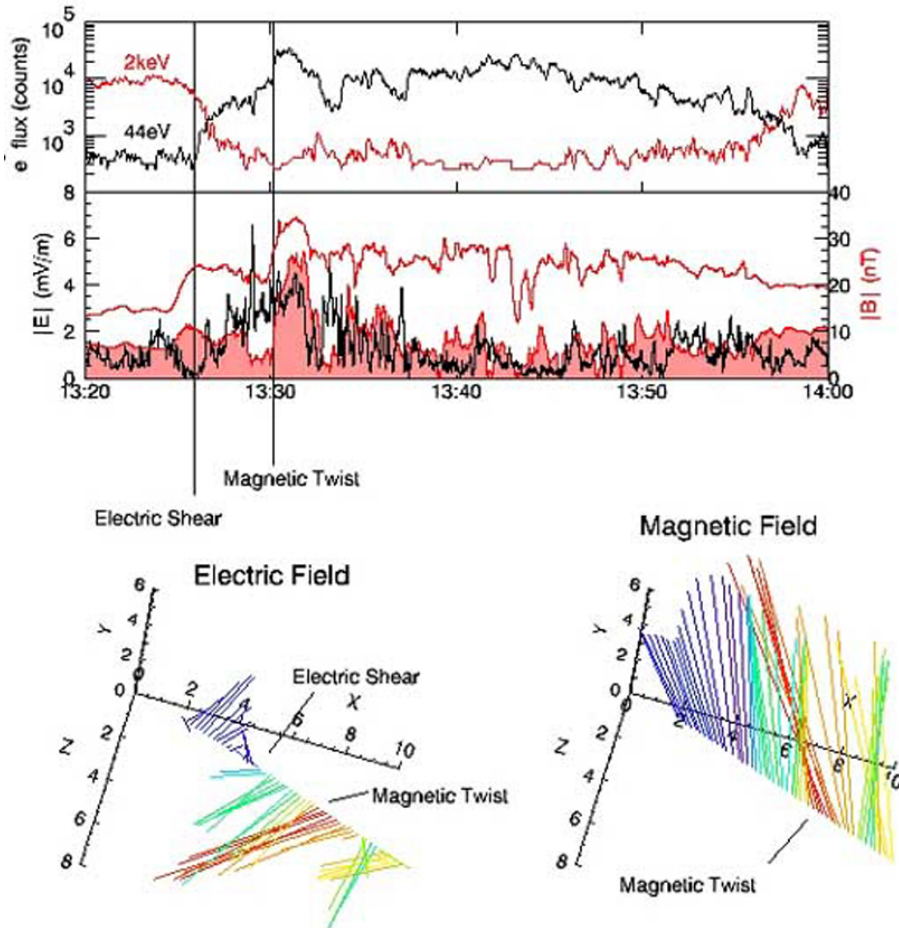 10^5
10^4
10^3
e flux (counts)
2keV
44eV
8
6
4
2
0
|E| (mV/m)
40
30
20
10
0
|B| (nT)
13:20
13:30
13:40
13:50
14:00
Magnetic Twist
Electric Shear
Electric Field
6
4
2
0
Y
0
2
4
6
8
Z
2
4
6
8
10
X
Electric Shear
Magnetic Twist
Magnetic Field
6
4
2
0
Y
0
2
4
6
8
Z
2
4
6
8
10
X
Magnetic Twist